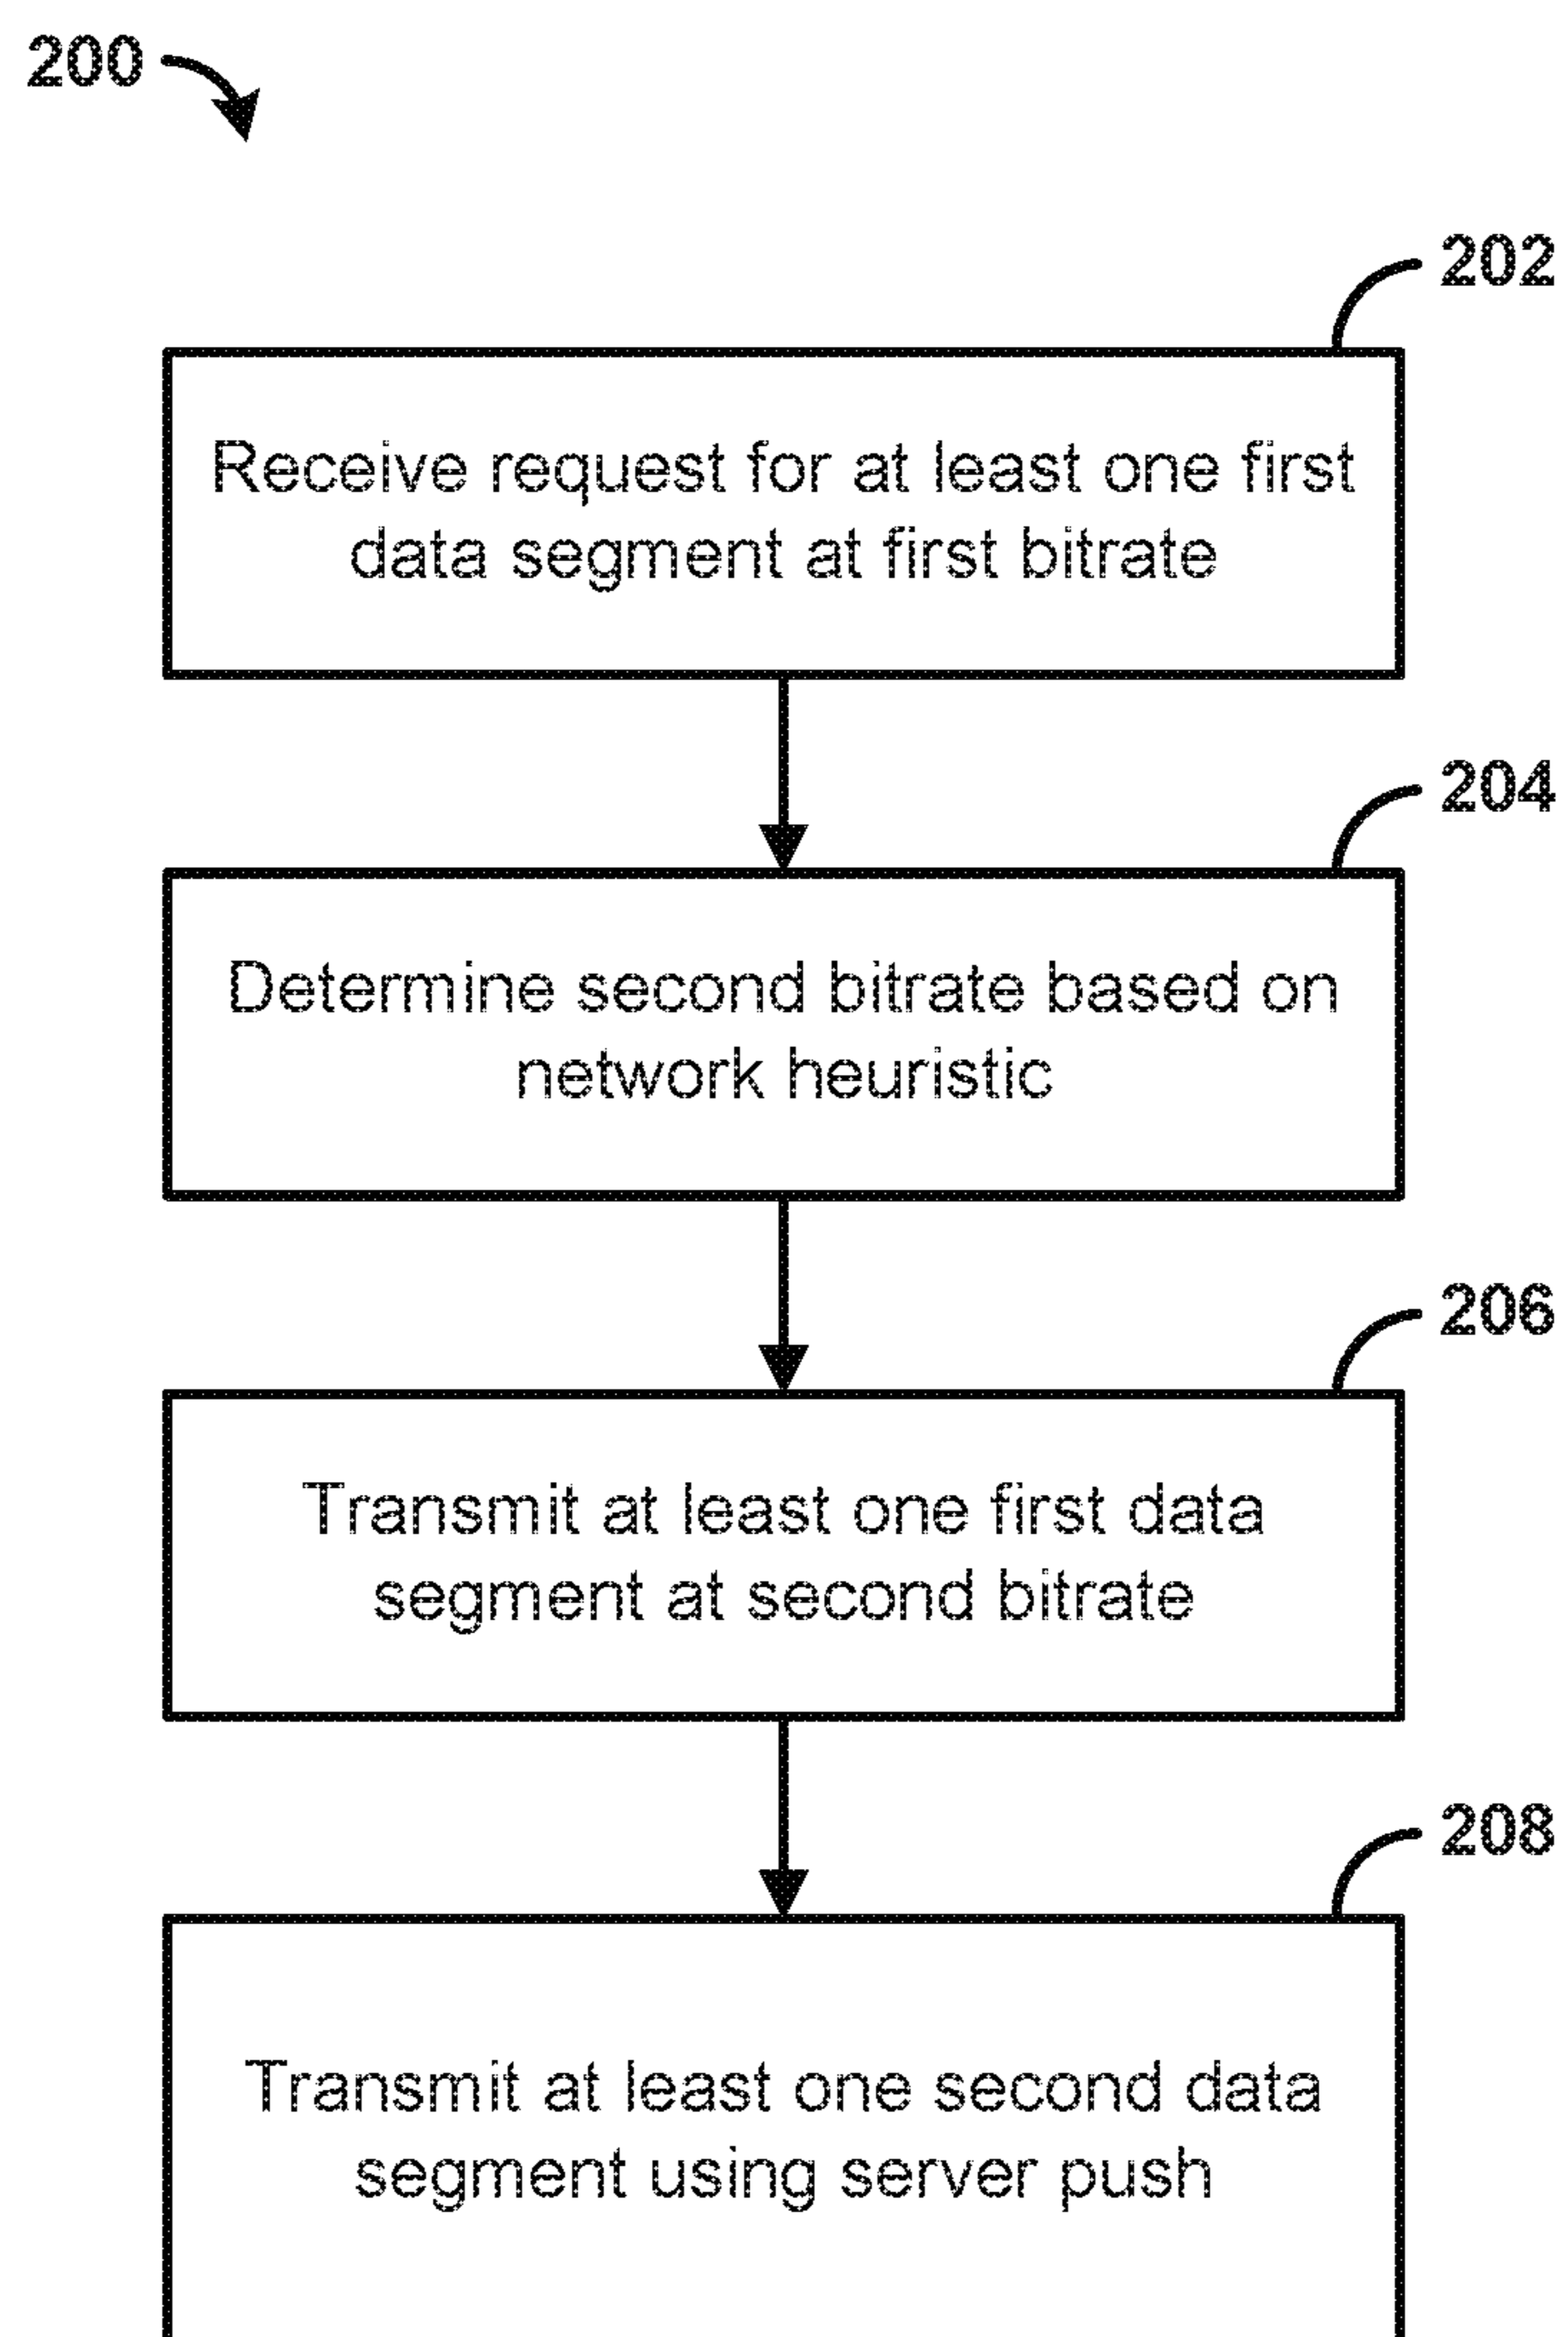 200
202
Receive request for at least one first
data segment at first bitrate
204
Determine second bitrate based on
network heuristic
206
Transmit at least one first data
segment at second bitrate
208
Transmit at least one second data
segment using server push